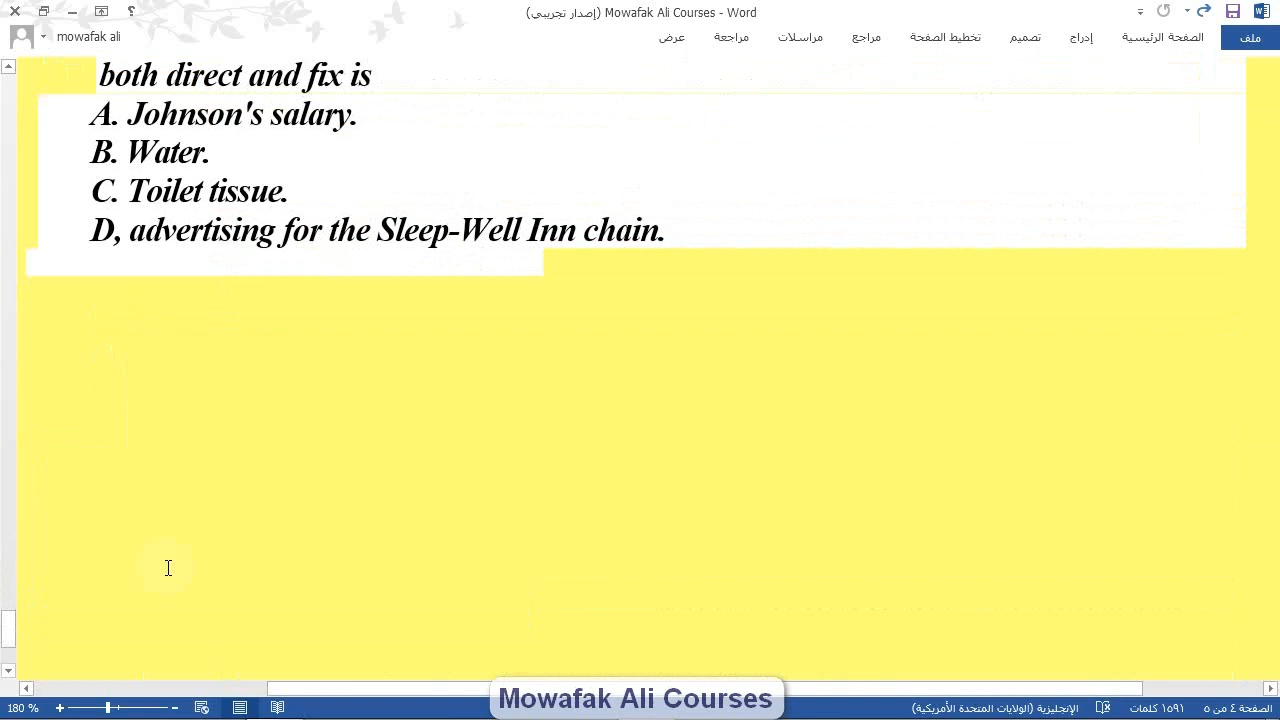 Mowafak Ali Courses - Word (إصدار تجريبي)
mowafak ali
ملف
الصفحة الرئيسية
إدراج
تصميم
تخطيط الصفحة
مراجع
مراسلات
مراجعة
عرض
both direct and fix is
A. Johnson's salary.
B. Water.
C. Toilet tissue.
D, advertising for the Sleep-Well Inn chain.
Mowafak Ali Courses
الصفحة ٤ من ٥
١٥٩١ كلمات
الإنجليزية (الولايات المتحدة الأمريكية)
180 %